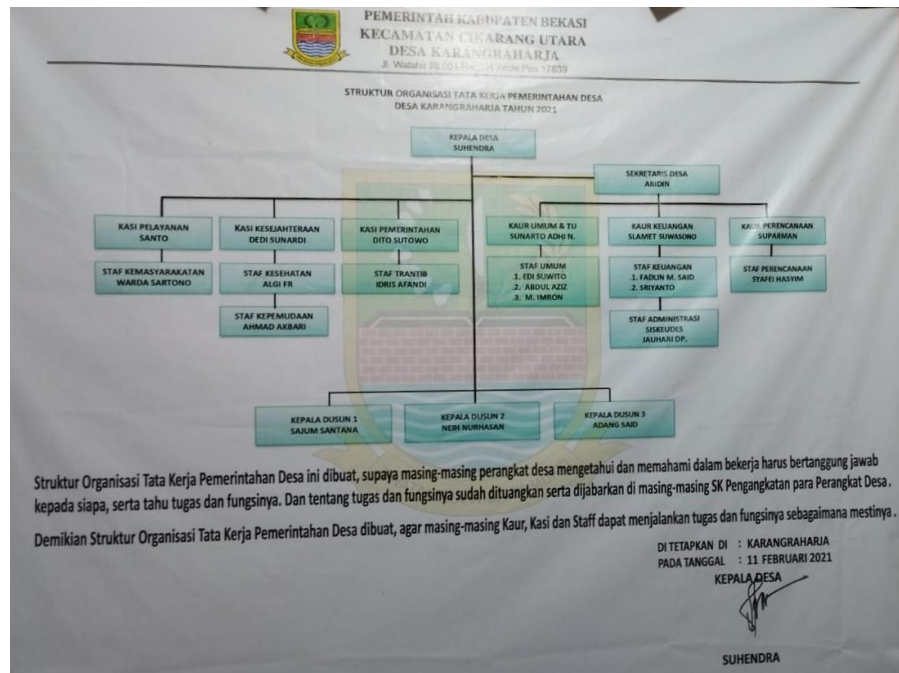 PEMERINTAH KABUPATEN BEKASI
KECAMATAN CIKARANG UTARA
DESA KARANGRAHARJA
Jl. Walahir Kode Pos 17839
STRUKTUR ORGANISASI TATA KERJA PEMERINTAHAN DESA
DESA KARANGRAHARJA TAHUN 2021
KEPALA DESA
SUHENDRA
SEKRETARIS DESA
ABIDIN
KASI PELAYANAN
SANTO
KASI KESEJAHTERAAN
DEDI SUNARDI
KASI PEMERINTAHAN
DITO SUTOWO
KAUR UMUM & TU
SUNARTO ADHI N.
KAUR KEUANGAN
SLAMET SUWASONO
KAUR PERENCANAAN
SUPARMAN
STAF KEMASYARAKATAN
WARDA SARTONO
STAF KESEHATAN
ALGI FR
STAF TRANTIB
IDRIS AFANDI
STAF UMUM
1. EDI SUWITO
2. ABDUL AZIZ
3. M. IMRON
STAF KEUANGAN
1. FADLIN M. SAID
2. SRIYANTO
STAF PERENCANAAN
SYAFEI HASYIM
STAF KEPEMUDAAN
AHMAD AKBARI
STAF ADMINISTRASI
SISKEUDES
JAUHARI DP,
KEPALA DUSUN 1
SAJUM SANTANA
KEPALA DUSUN 2
NEIH NURHASAN
KEPALA DUSUN 3
ADANG SAID
Struktur Organisasi Tata Kerja Pemerintahan Desa ini dibuat, supaya masing-masing perangkat desa mengetahui dan memahami dalam bekerja harus bertanggung jawab
kepada siapa, serta tahu tugas dan fungsinya. Dan tentang tugas dan fungsinya sudah dituangkan serta dijabarkan di masing-masing SK Pengangkatan para Perangkat Desa.
Demikian Struktur Organisasi Tata Kerja Pemerintahan Desa dibuat, agar masing-masing Kaur, Kasi dan Staff dapat menjalankan tugas dan fungsinya sebagaimana mestinya.
DI TETAPKAN DI : KARANGRAHARJA
PADA TANGGAL : 11 FEBRUARI 2021
KEPALA DESA
SUHENDRA